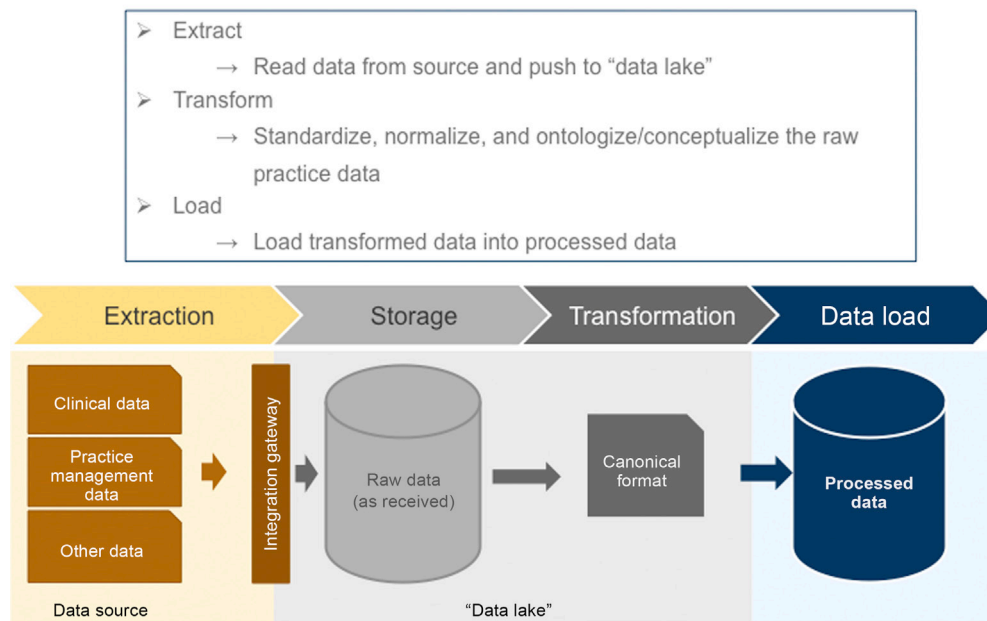 ➢ Extract
→ Read data from source and push to “data lake”
➢ Transform
→ Standardize, normalize, and ontologize/conceptualize the raw
practice data
➢ Load
→ Load transformed data into processed data
Extraction
Storage
Transformation
Data load
Clinical data
Practice
management
data
Other data
Integration gateway
Raw data
(as received)
Canonical
format
Processed
data
Data source
“Data lake”